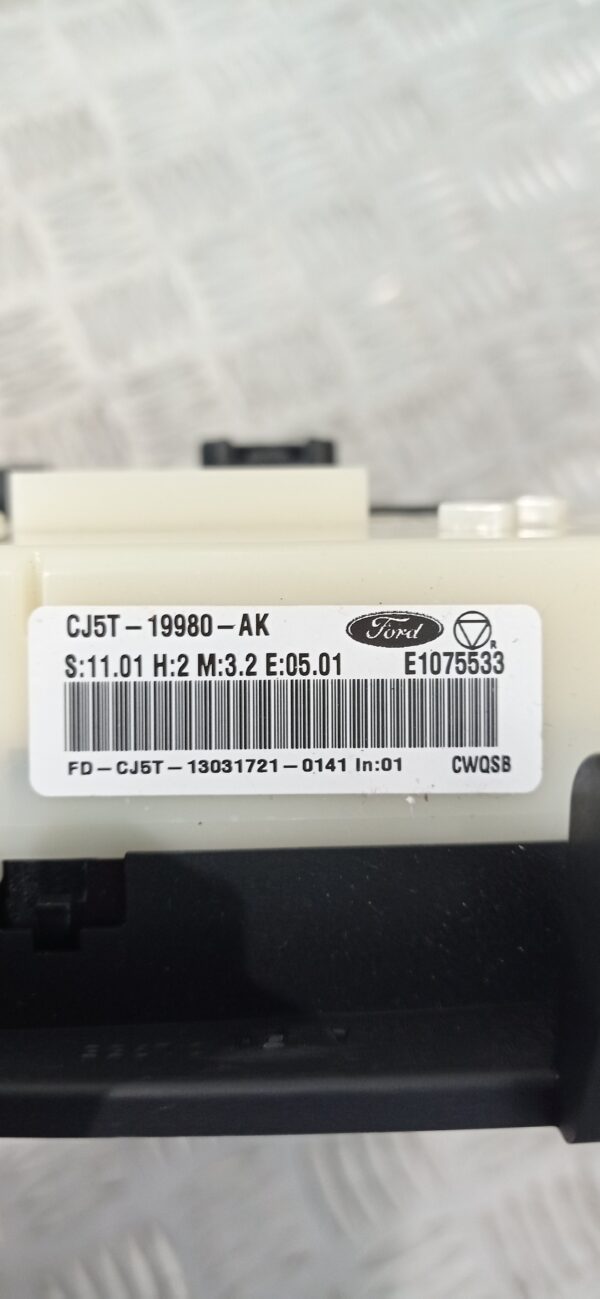 CJ5T-19980-AK Ford R
S:11.01 H:2 M:3.2 E:05.01 E1075533
FD-CJ5T-13031721-0141 In:01 CWQSB